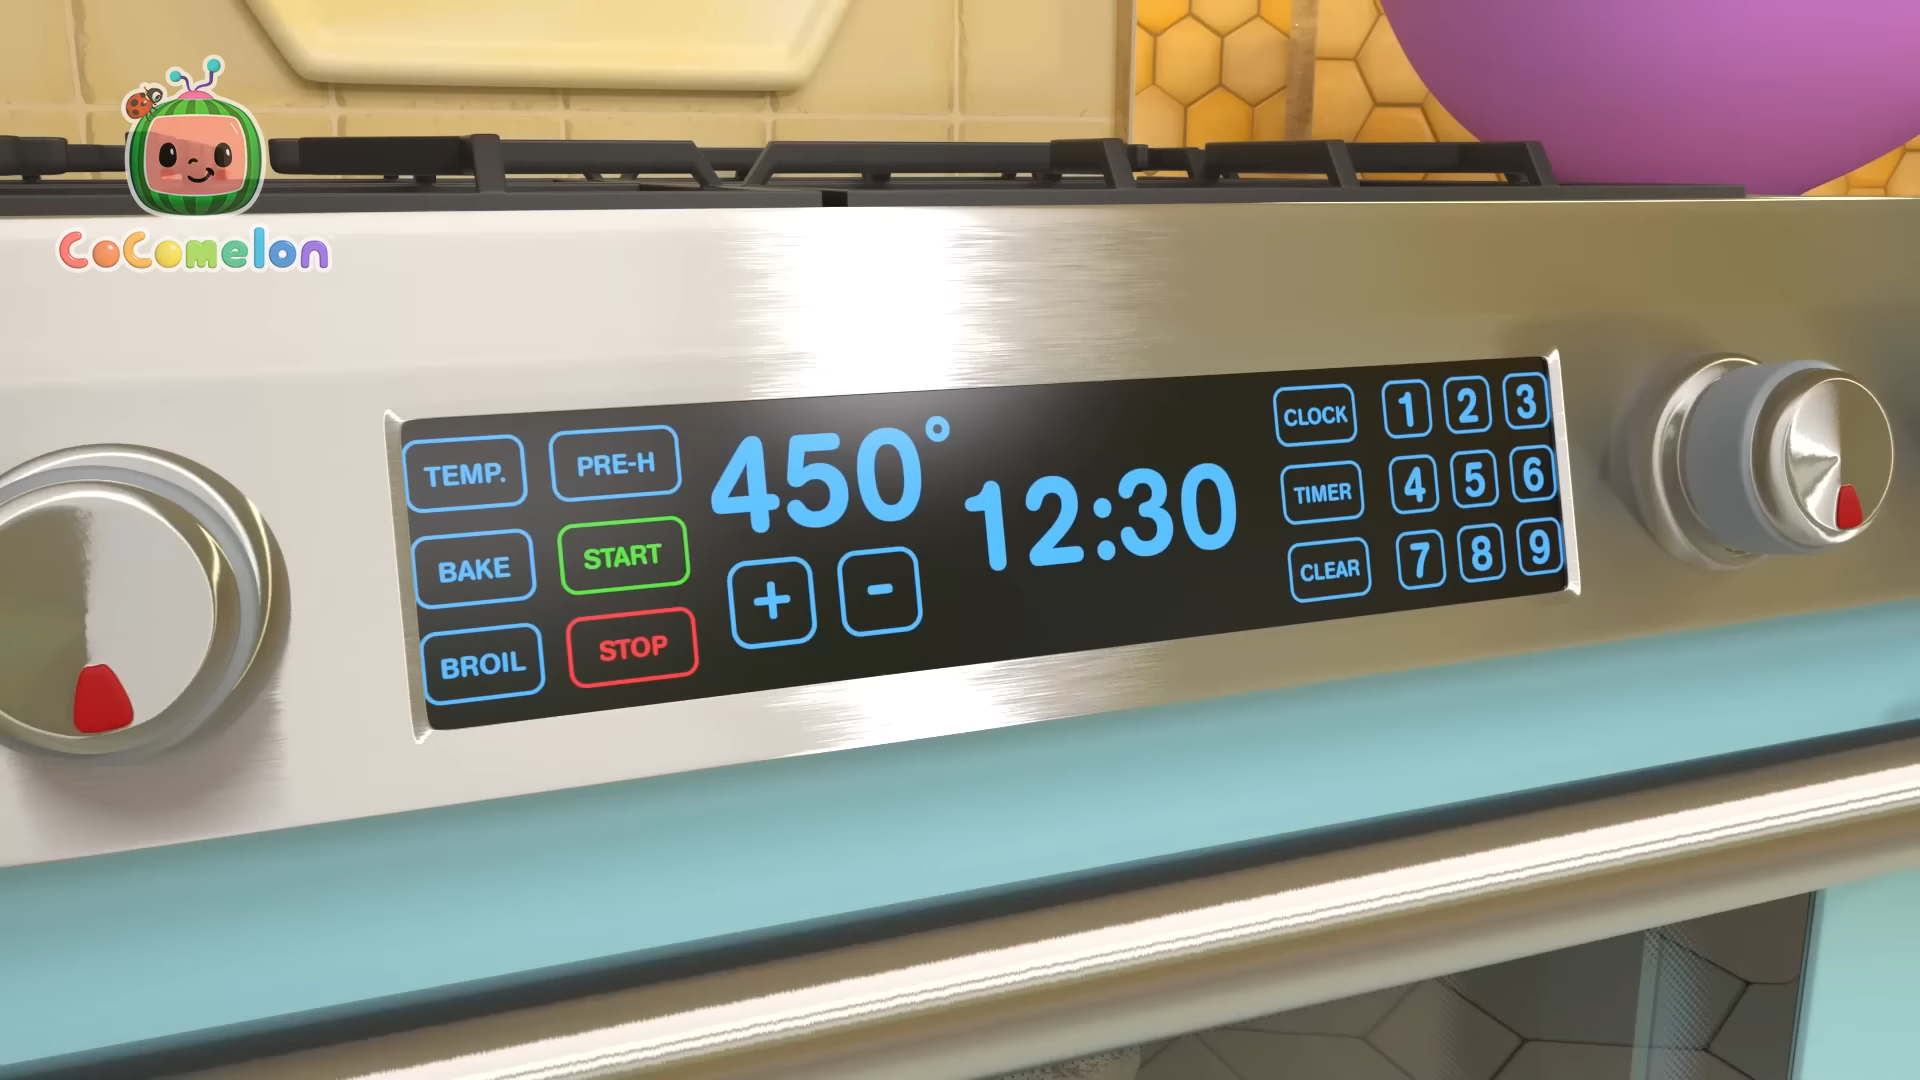 CoComelon
TEMP. PRE-H 450° 12:30 CLOCK 1 2 3
BAKE START + - TIMER 4 5 6
BROIL STOP CLEAR 7 8 9